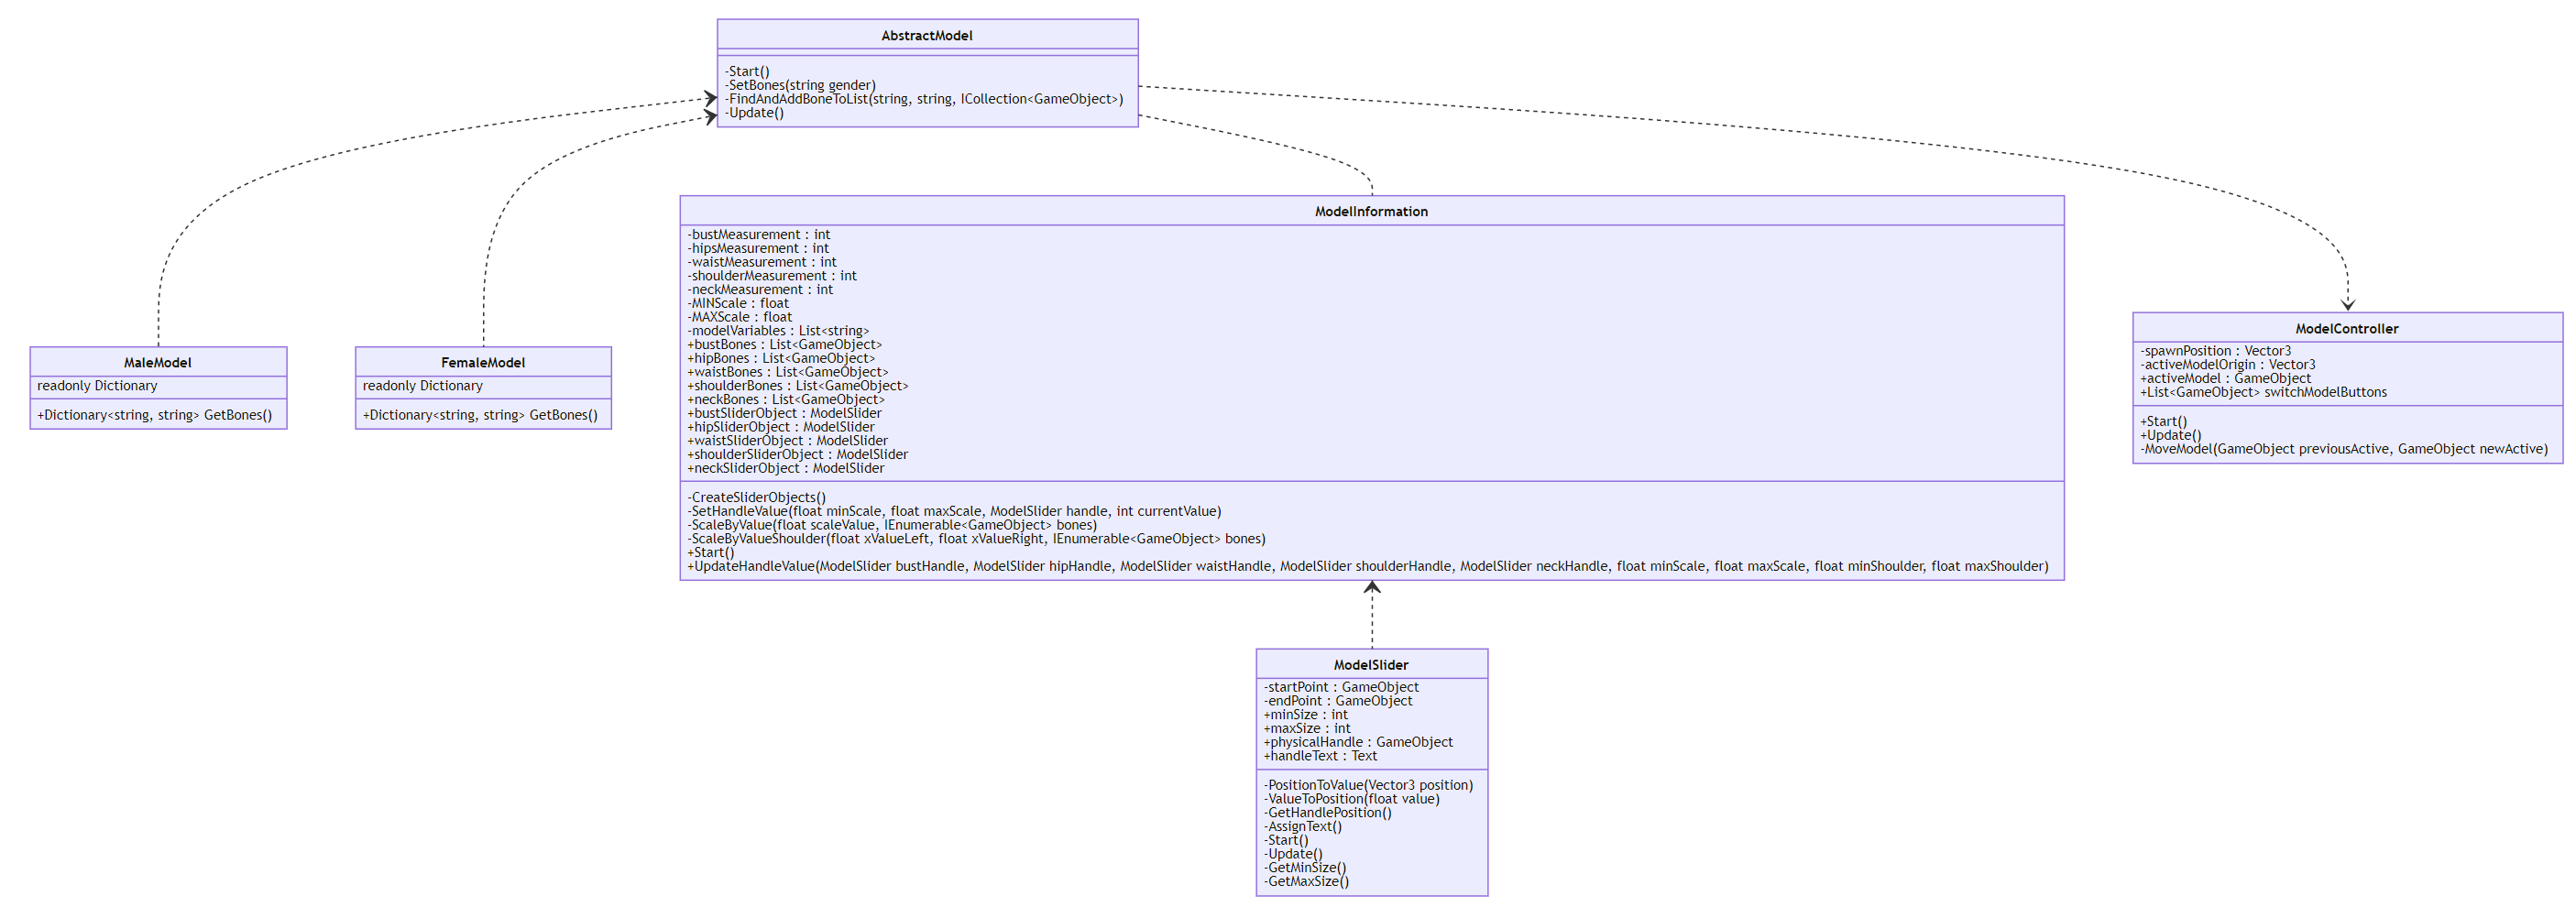 AbstractModel
-Start()
-SetBones(string gender)
-FindAndAddBoneToList(string, string, ICollection<GameObject>)
-Update()
ModelInformation
-bustMeasurement : int
-hipsMeasurement : int
-waistMeasurement : int
-shoulderMeasurement : int
-neckMeasurement : int
-MINScale : float
-MAXScale : float
-modelVariables : List<string>
+bustBones : List<GameObject>
+hipBones : List<GameObject>
+waistBones : List<GameObject>
+shoulderBones : List<GameObject>
+neckBones : List<GameObject>
+bustSliderObject : ModelSlider
+hipSliderObject : ModelSlider
+waistSliderObject : ModelSlider
+shoulderSliderObject : ModelSlider
+neckSliderObject : ModelSlider
-CreateSliderObjects()
-SetHandleValue(float minScale, float maxScale, ModelSlider handle, int currentValue)
-ScaleByValue(float scaleValue, IEnumerable<GameObject> bones)
-ScaleByValueShoulder(float xValueLeft, float xValueRight, IEnumerable<GameObject> bones)
+Start()
+UpdateHandleValue(ModelSlider bustHandle, ModelSlider hipHandle, ModelSlider waistHandle, ModelSlider shoulderHandle, ModelSlider neckHandle, float minScale, float maxScale, float minShoulder, float maxShoulder)
MaleModel
readonly Dictionary
+Dictionary<string, string> GetBones()
FemaleModel
readonly Dictionary
+Dictionary<string, string> GetBones()
ModelController
-spawnPosition : Vector3
-activeModelOrigin : Vector3
+activeModel : GameObject
+List<GameObject> switchModelButtons
+Start()
+Update()
-MoveModel(GameObject previousActive, GameObject newActive)
ModelSlider
-startPoint : GameObject
-endPoint : GameObject
+minSize : int
+maxSize : int
+physicalHandle : GameObject
+handleText : Text
-PositionToValue(Vector3 position)
-ValueToPosition(float value)
-GetHandlePosition()
-AssignText()
-Start()
-Update()
-GetMinSize()
-GetMaxSize()